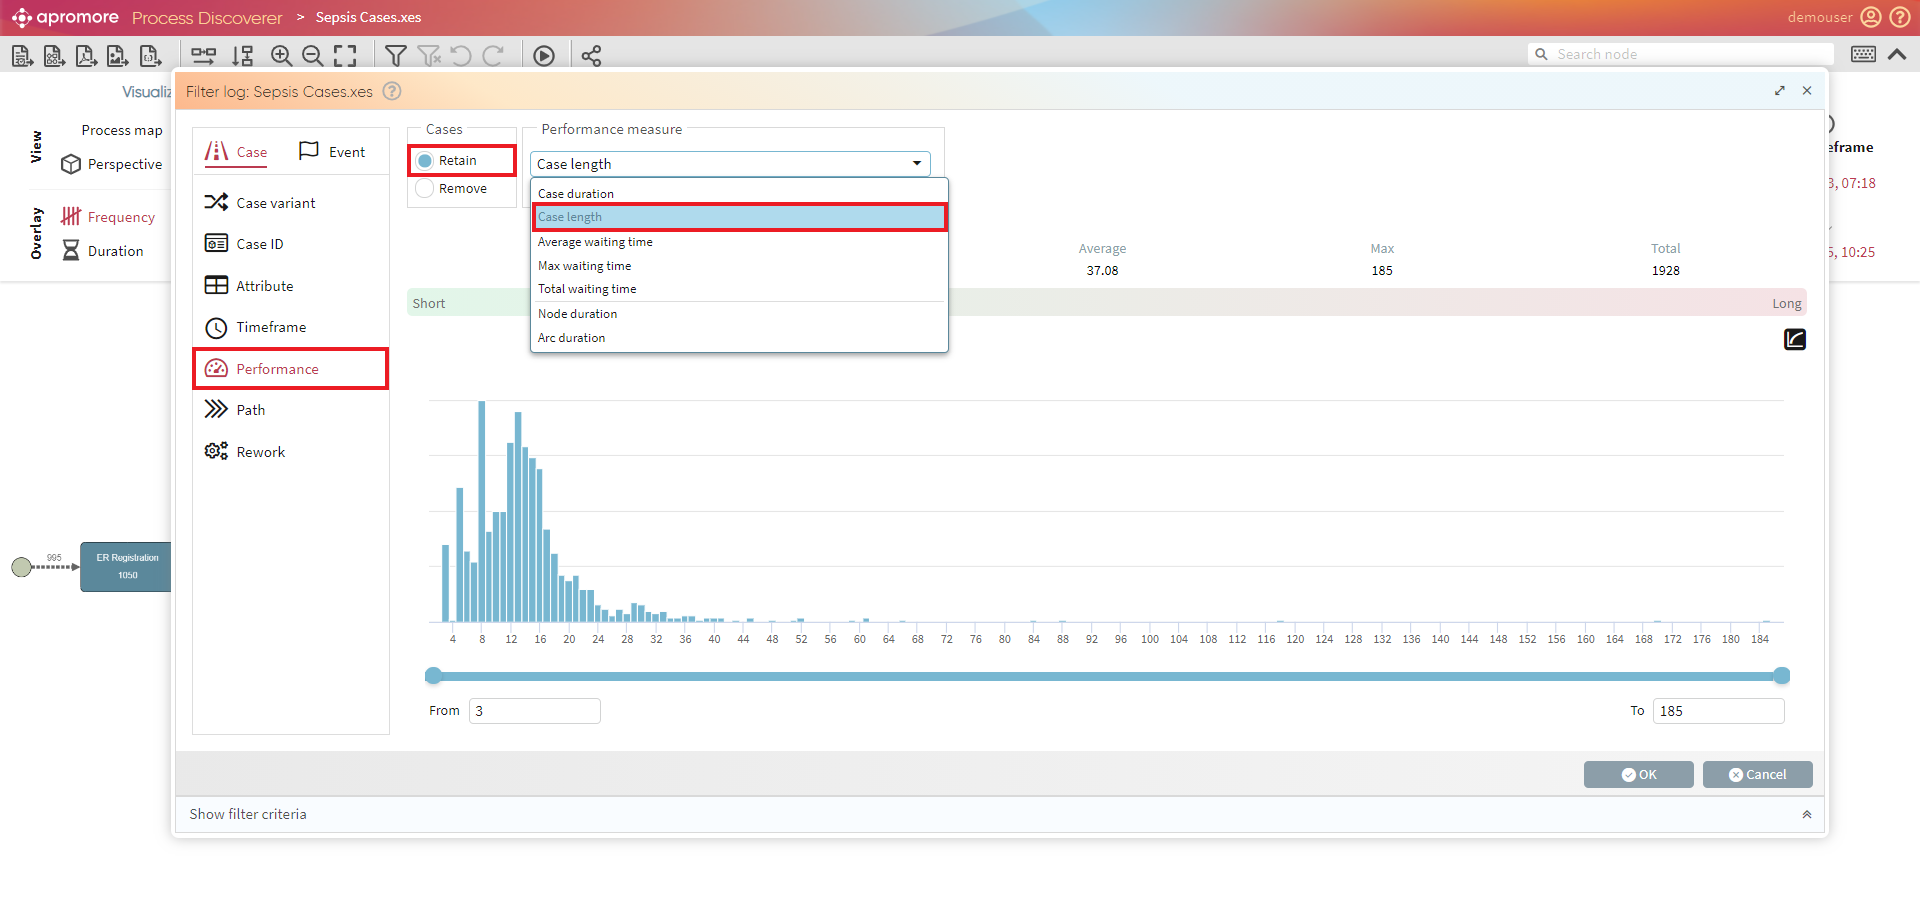 apromore Process Discoverer > Sepsis Cases.xes
demouser
Search node
Visualiz
Filter log: Sepsis Cases.xes
View
Process map
Perspective
Overlay
Frequency
Duration
eframe
3, 07:18
5, 10:25
Case
Event
Case variant
Case ID
Attribute
Timeframe
Performance
Path
Rework
Cases
Retain
Remove
Performance measure
Case length
Case duration
Case length
Average waiting time
Max waiting time
Total waiting time
Node duration
Arc duration
Average Max Total
37.08 185 1928
Short Long
4 8 12 16 20 24 28 32 36 40 44 48 52 56 60 64 68 72 76 80 84 88 92 96 100 104 108 112 116 120 124 128 132 136 140 144 148 152 156 160 164 168 172 176 180 184
From 3
To 185
995
ER Registration
1050
OK
Cancel
Show filter criteria